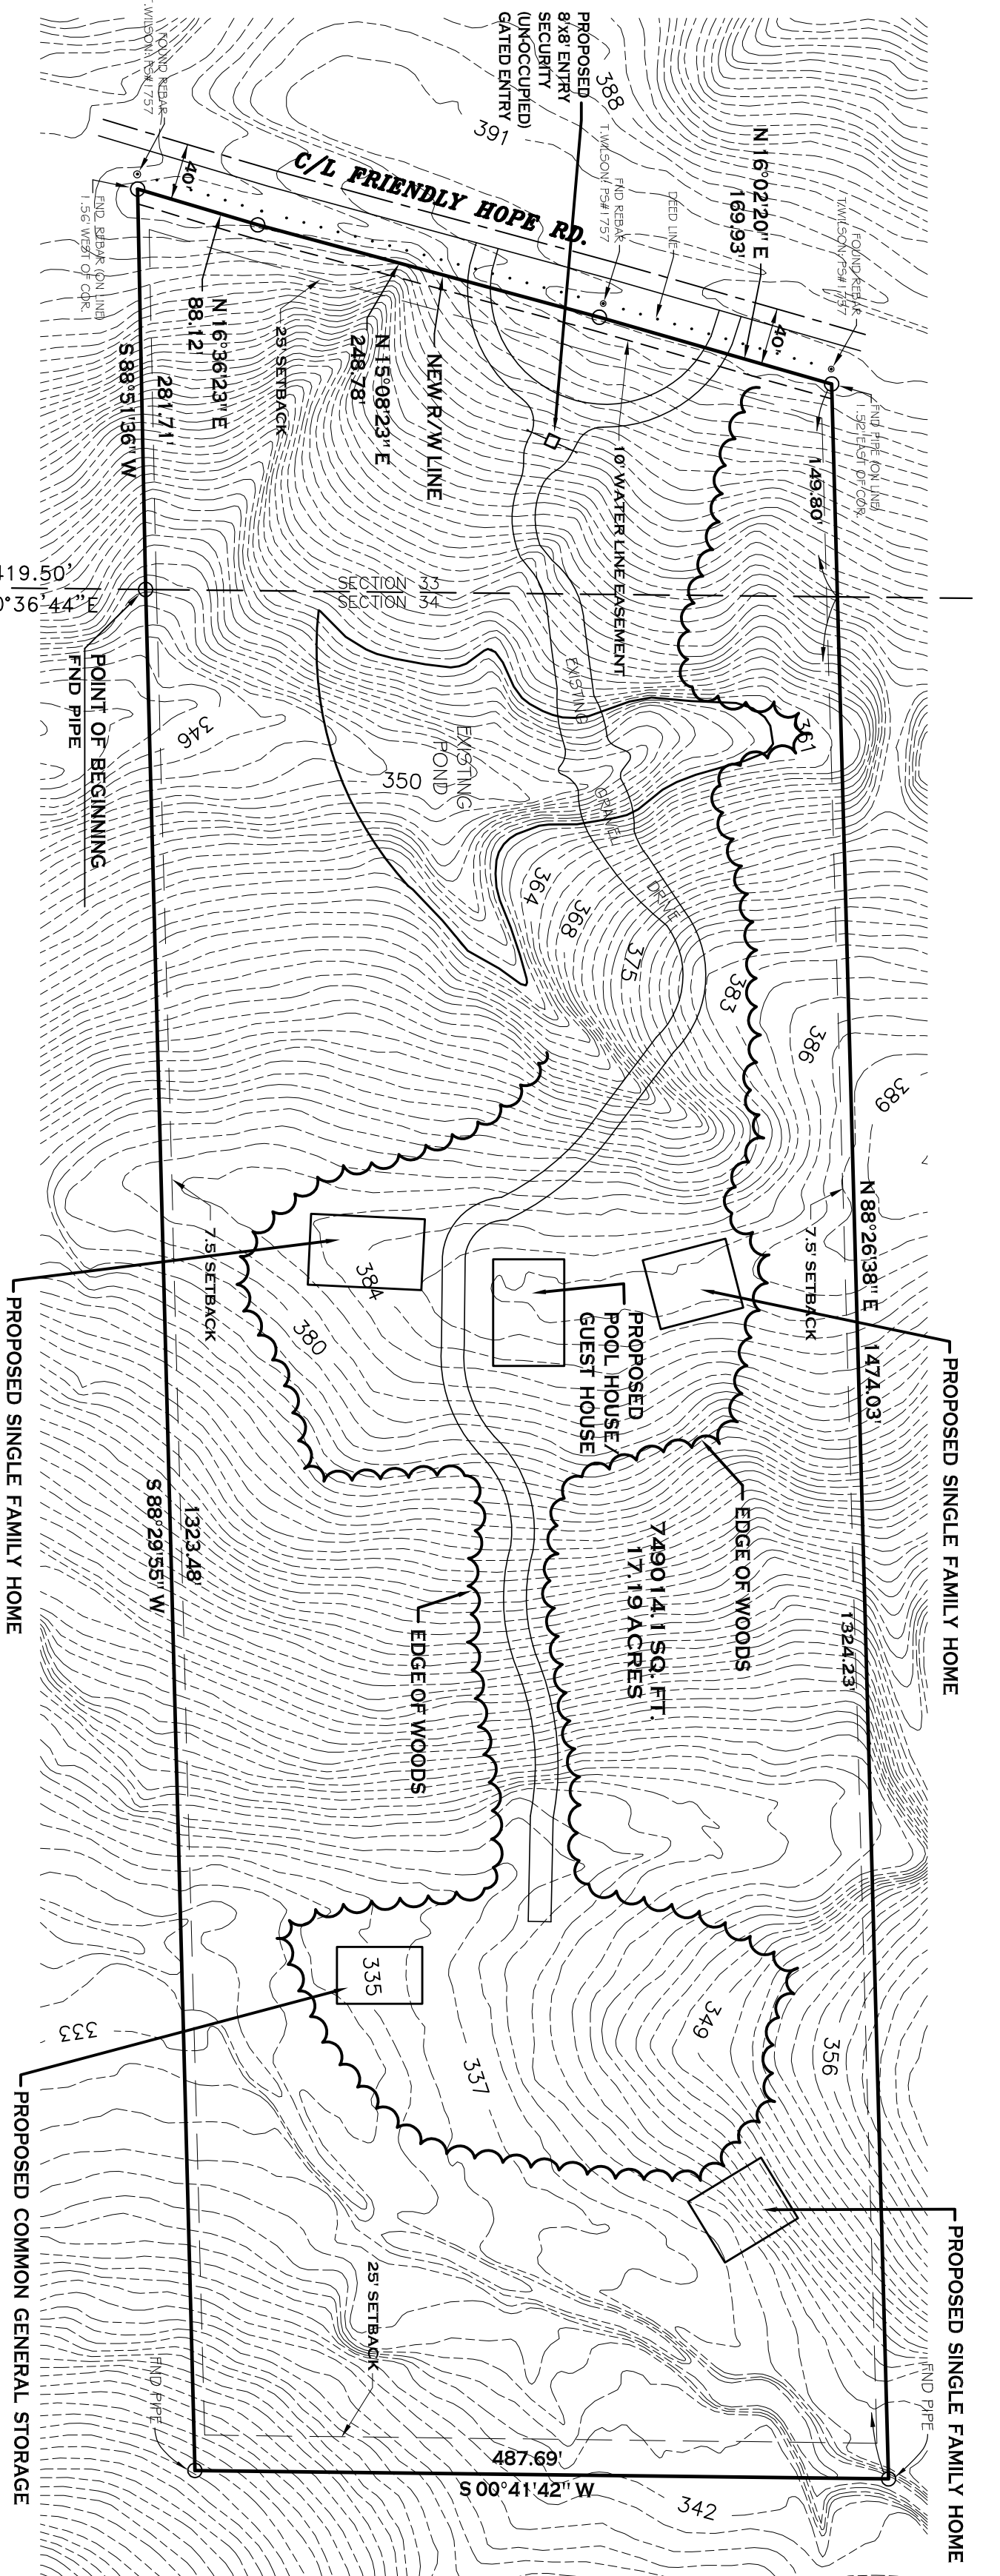 PROPOSED
8'X8' ENTRY
SECURITY
(UN-OCCUPIED)
GATED ENTRY
388
391
C/L FRIENDLY HOPE RD.
40'
40'
FOUND REBAR
T.WILSON: PS#1757
FND REBAR
T.WILSON: PS#1757
DEED LINE
N 16°02'20" E
169.93'
FOUND REBAR
T.WILSON: PS#1757
FND PIPE (ON LINE)
.52' EAST OF COR.
149.80'
FND. REBAR (ON LINE)
1.56' WEST OF COR.
N 16°36'23" E
88.12'
281.71'
S 88°51'36" W
25' SETBACK
N 15°08'23" E
248.78'
NEW R/W LINE
10' WATER LINE EASEMENT
419.50'
0°36'44"E
SECTION 33
SECTION 34
POINT OF BEGINNING
FND PIPE
346
EXISTING
POND
350
EXISTING
GRAVEL
DRIVE
361
364
368
375
383
386
389
N 88°26'38" E 1474.03'
7.5' SETBACK
7.5' SETBACK
384
380
PROPOSED
POOL HOUSE/
GUEST HOUSE
PROPOSED SINGLE FAMILY HOME
PROPOSED SINGLE FAMILY HOME
EDGE OF WOODS
749014.1 SQ. FT.
17.19 ACRES
1324.23'
1323.48'
S 88°29'55" W
EDGE OF WOODS
335
333
337
349
356
PROPOSED COMMON GENERAL STORAGE
PROPOSED SINGLE FAMILY HOME
25' SETBACK
FND PIPE
FND PIPE
487.69'
S 00°41'42" W
342